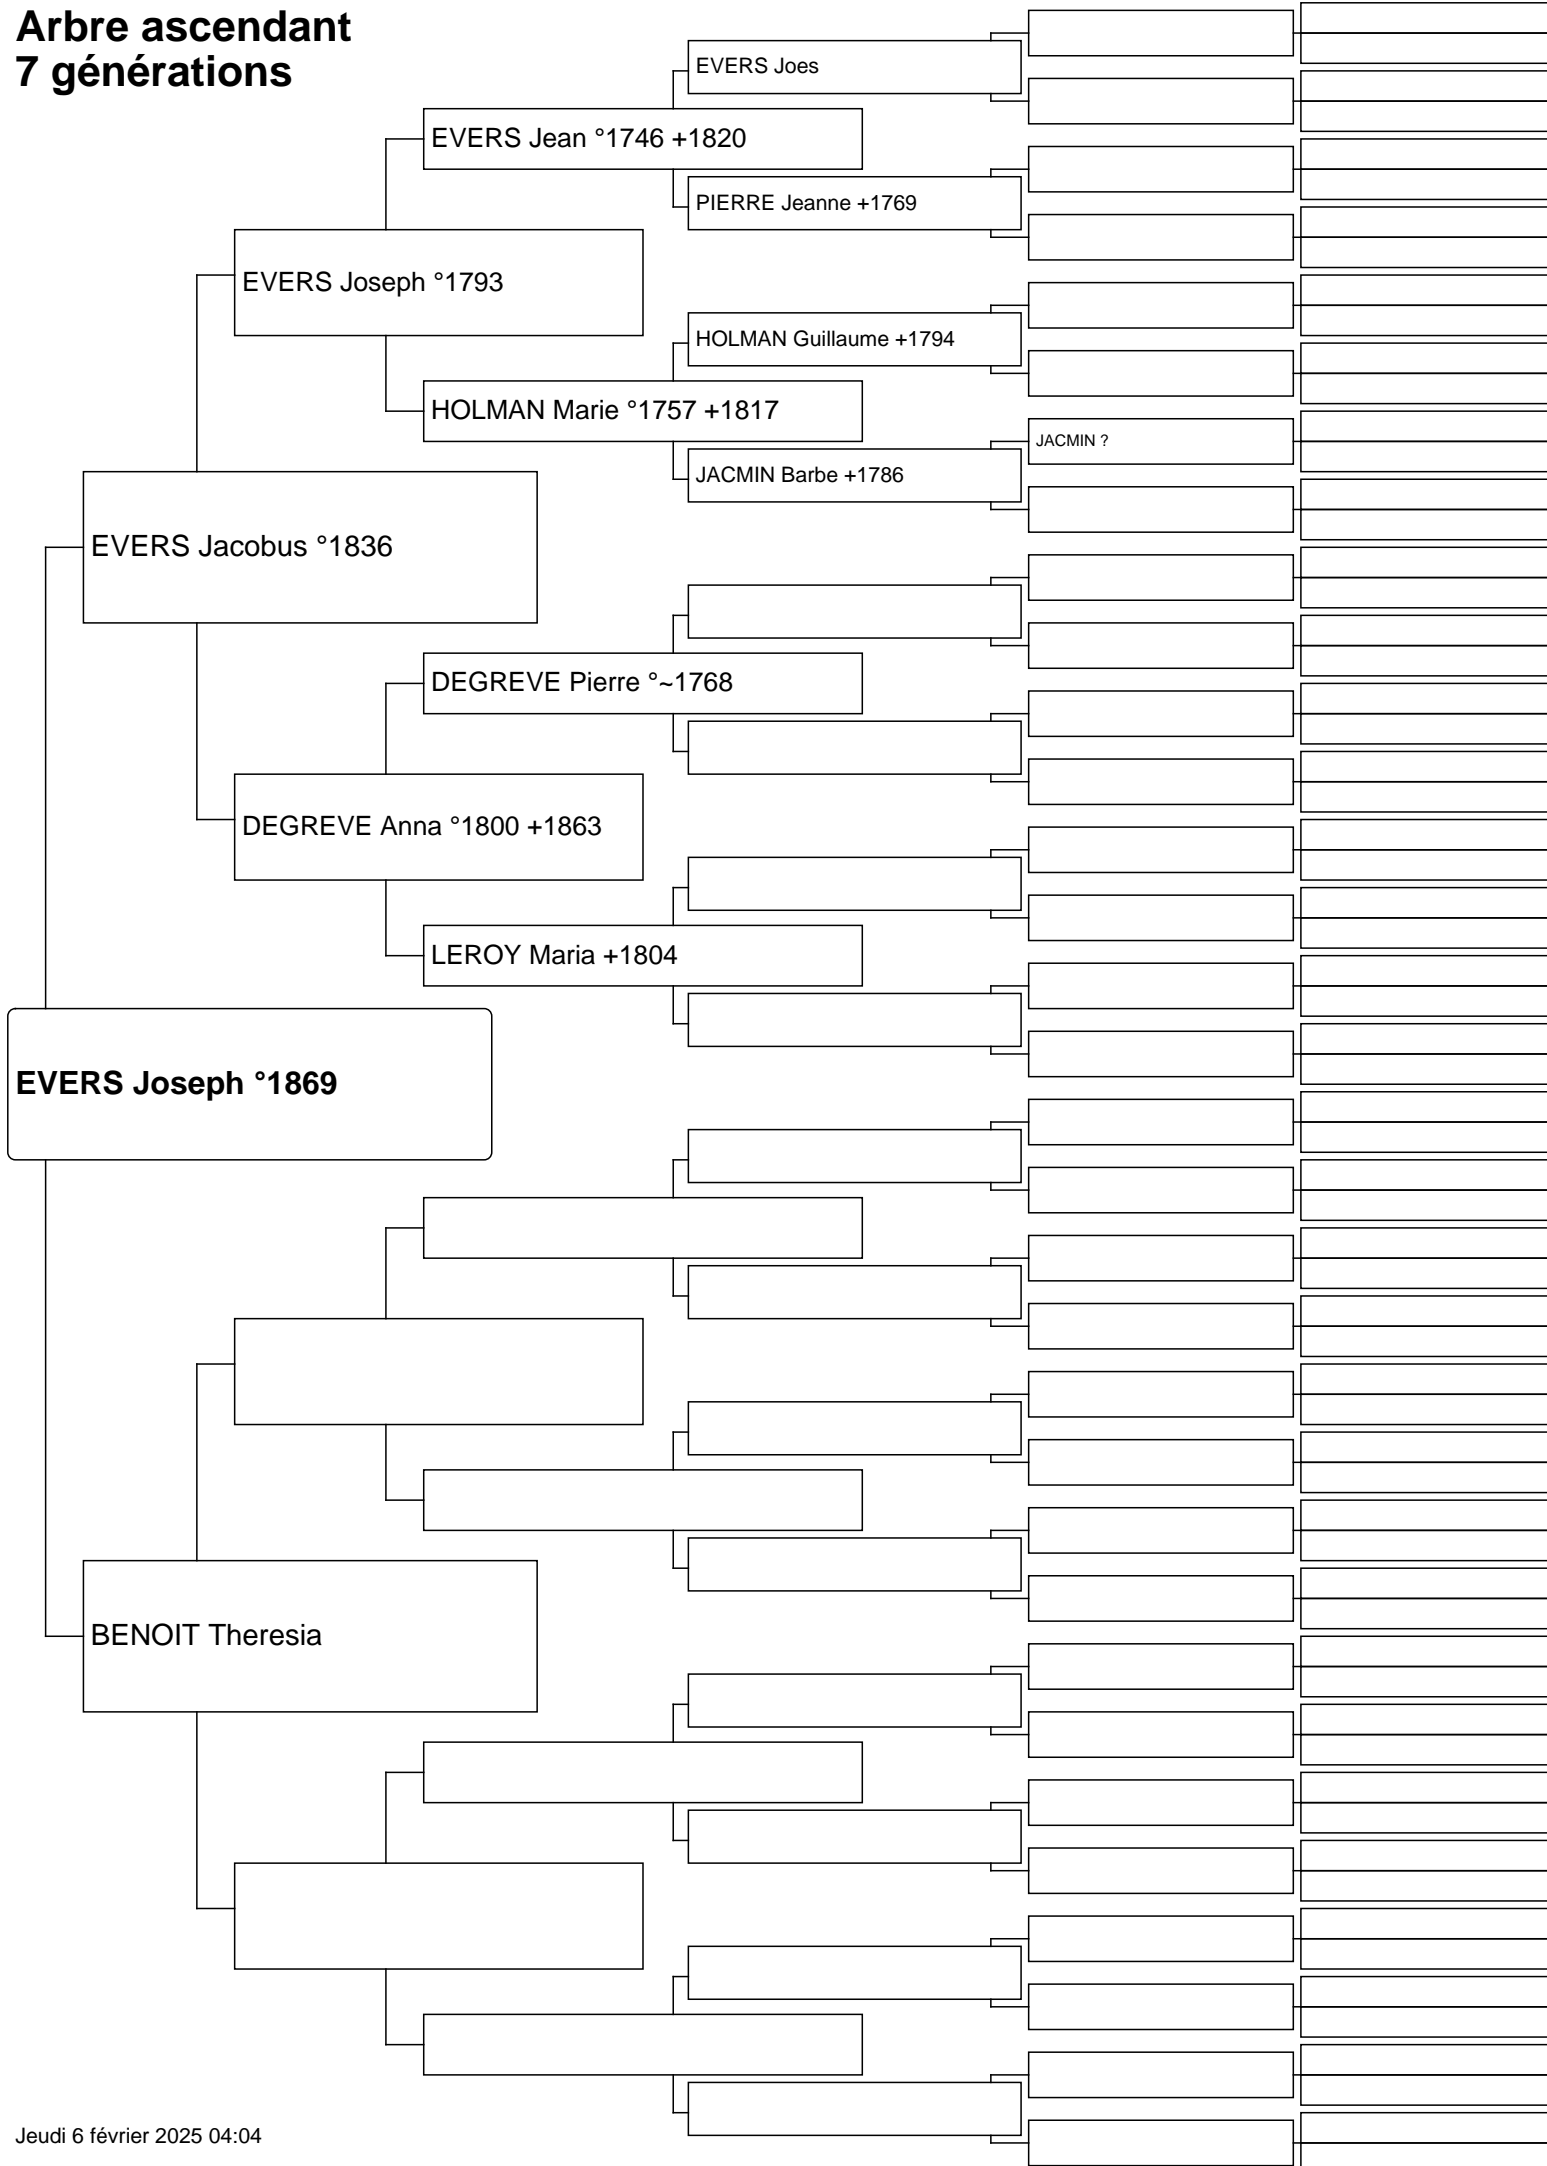 Arbre ascendant
7 générations
EVERS Joes
EVERS Jean °1746 +1820
PIERRE Jeanne +1769
EVERS Joseph °1793
HOLMAN Guillaume +1794
HOLMAN Marie °1757 +1817
JACMIN ?
JACMIN Barbe +1786
EVERS Jacobus °1836
DEGREVE Pierre °~1768
DEGREVE Anna °1800 +1863
LEROY Maria +1804
EVERS Joseph °1869
BENOIT Theresia
Jeudi 6 février 2025 04:04